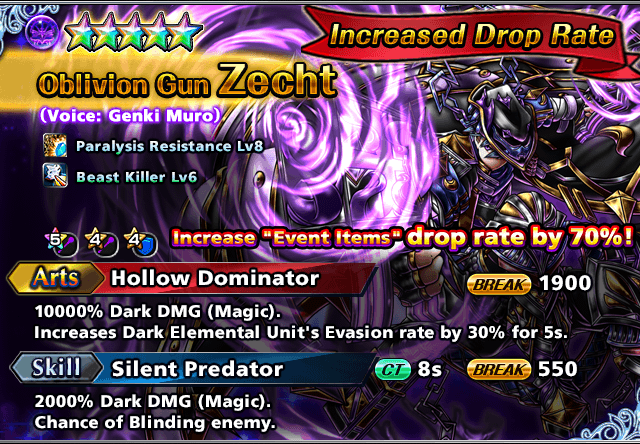 Increased Drop Rate
Oblivion Gun Zecht
(Voice: Genki Muro)
Paralysis Resistance Lv8
Beast Killer Lv6
5 4 4
Increase "Event Items" drop rate by 70%!
Arts Hollow Dominator BREAK 1900
10000% Dark DMG (Magic).
Increases Dark Elemental Unit's Evasion rate by 30% for 5s.
Skill Silent Predator CT 8s BREAK 550
2000% Dark DMG (Magic).
Chance of Blinding enemy.